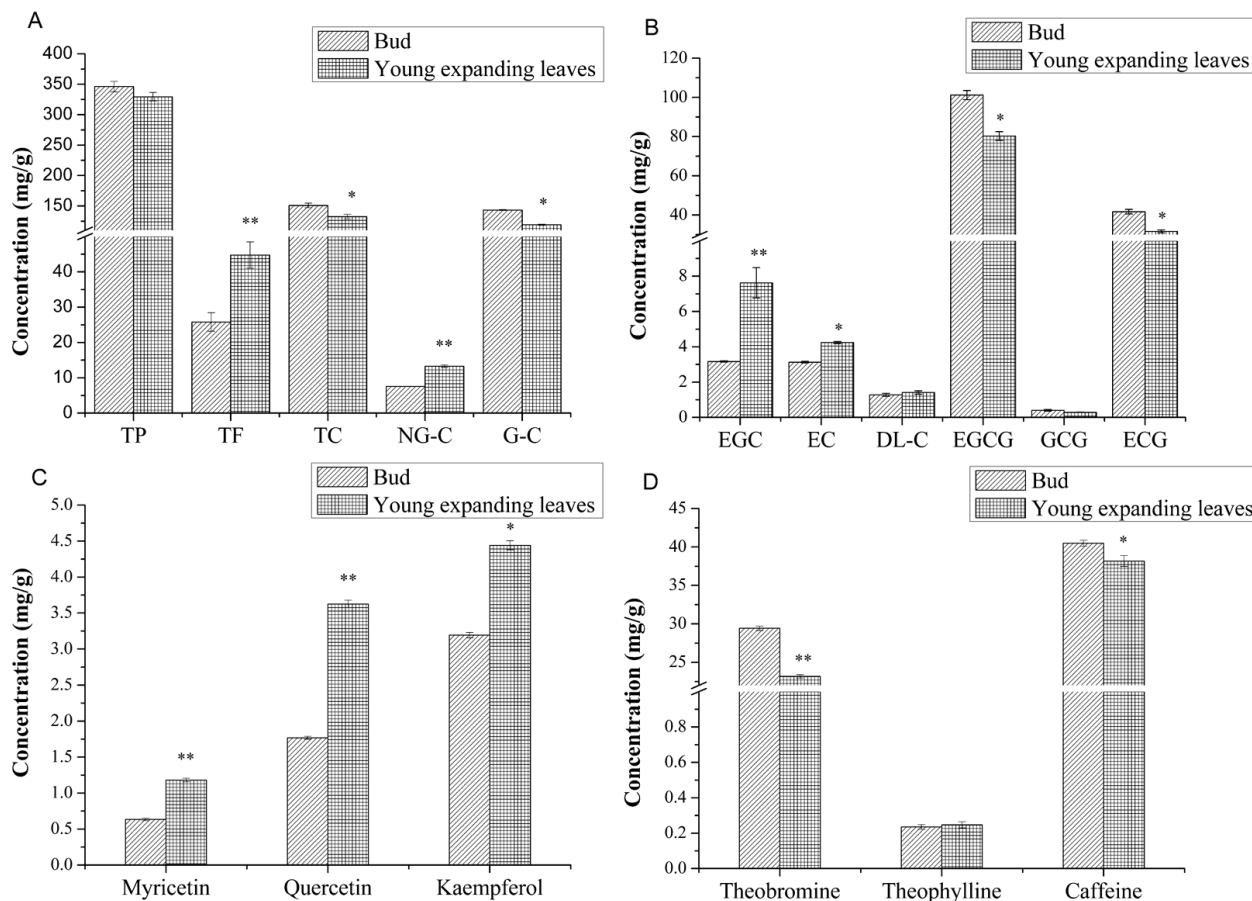 A
Bud
Young expanding leaves
Concentration (mg/g)
400
350
300
250
200
150
100
40
30
20
10
0
**
*
**
*
TP TF TC NG-C G-C
B
Bud
Young expanding leaves
Concentration (mg/g)
120
100
80
60
40
8
6
4
2
0
**
*
*
*
EGC EC DL-C EGCG GCG ECG
C
Bud
Young expanding leaves
Concentration (mg/g)
5.0
4.5
4.0
3.5
3.0
2.5
2.0
1.5
1.0
0.5
0.0
**
**
*
Myricetin Quercetin Kaempferol
D
Bud
Young expanding leaves
Concentration (mg/g)
45
40
35
30
25
0.8
0.6
0.4
0.2
0.0
**
*
Theobromine Theophylline Caffeine